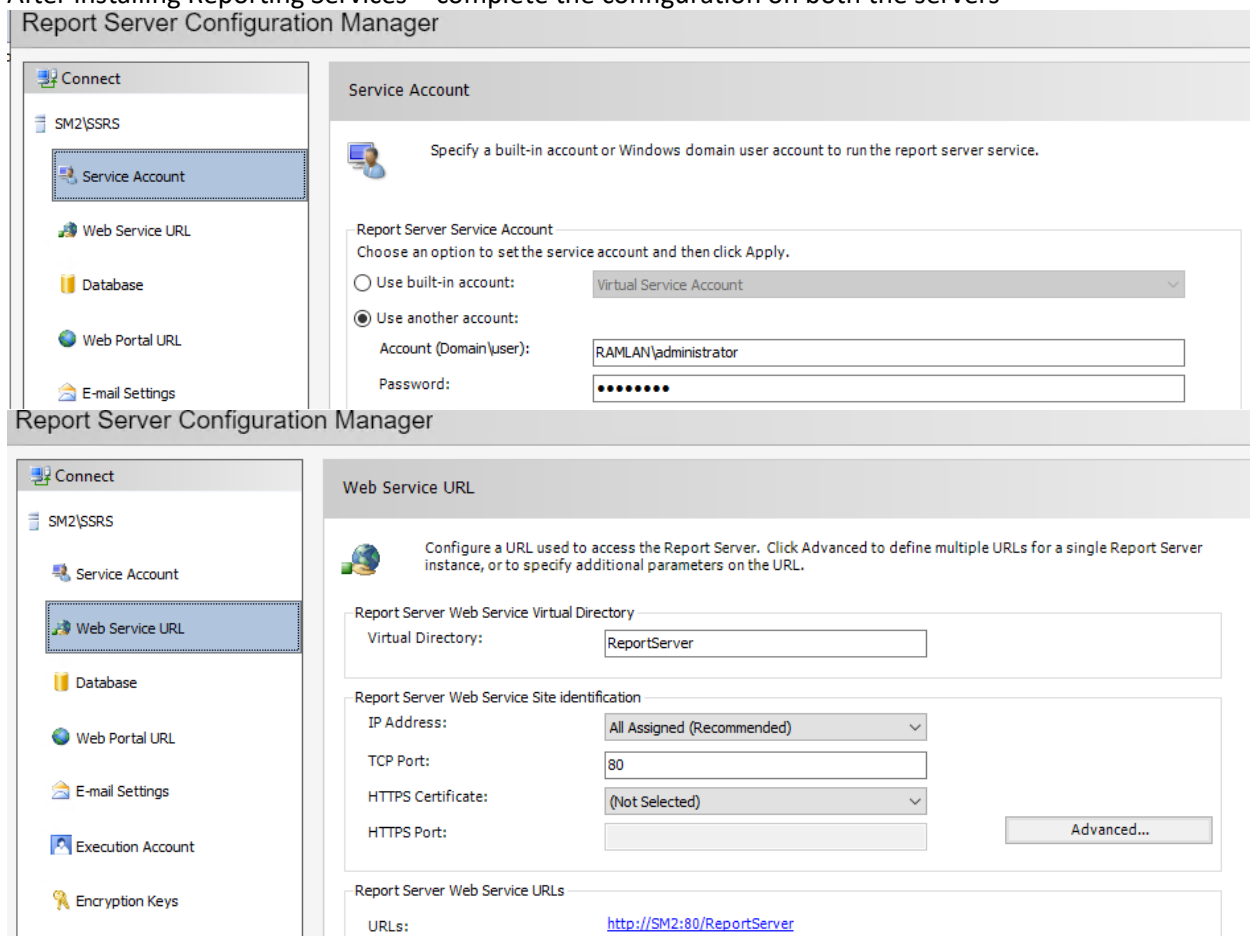 After installing Reporting Services – complete the configuration on both the servers
Report Server Configuration Manager
Connect
SM2\SSRS
Service Account
Web Service URL
Database
Web Portal URL
E-mail Settings
Service Account
Specify a built-in account or Windows domain user account to run the report server service.
Report Server Service Account
Choose an option to set the service account and then click Apply.
Use built-in account: Virtual Service Account
Use another account:
Account (Domain\user): RAMLAN\administrator
Password: ●●●●●●●●
Report Server Configuration Manager
Connect
SM2\SSRS
Service Account
Web Service URL
Database
Web Portal URL
E-mail Settings
Execution Account
Encryption Keys
Web Service URL
Configure a URL used to access the Report Server. Click Advanced to define multiple URLs for a single Report Server
instance, or to specify additional parameters on the URL.
Report Server Web Service Virtual Directory
Virtual Directory: ReportServer
Report Server Web Service Site identification
IP Address: All Assigned (Recommended)
TCP Port: 80
HTTPS Certificate: (Not Selected)
HTTPS Port:
Advanced...
Report Server Web Service URLs
URLs: http://SM2:80/ReportServer